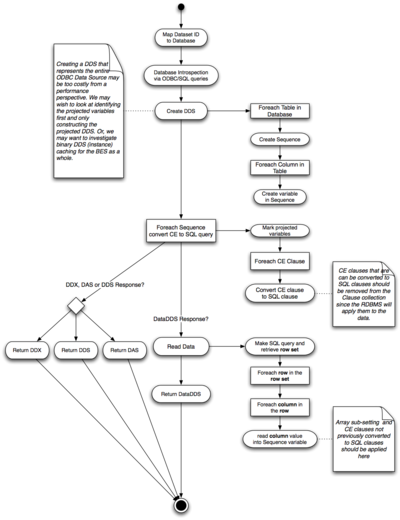 Map Dataset ID
to Database
Creating a DDS that
represents the entire
ODBC Data Source may
be too costly from a
performance
perspective. We may
wish to look at identifying
the projected variables
first and only
constructing the
projected DDS. Or, we
may want to investigate
binary DDS (instance)
caching for the BES as a
whole.
Database Introspection
via ODBC/SQL queries
Create DDS
Foreach Table in
Database
Create Sequence
Foreach Column in
Table
Create variable
in Sequence
Foreach Sequence
convert CE to SQL query
Mark projected
variables
Foreach CE Clause
Convert CE clause
to SQL clause
CE clauses that are
can be converted to
SQL clauses should
be removed from the
Clause collection
since the RDBMS will
apply them to the
data.
DDX, DAS or DDS Response?
DataDDS Response?
Return DDX
Return DDS
Return DAS
Read Data
Make SQL query and
retrieve row set
Foreach row in the
row set
Return DataDDS
Foreach column in
the row
read column value
into Sequence variable
Array sub-setting and
CE clauses not
previously converted
to SQL clauses
should be applied
here